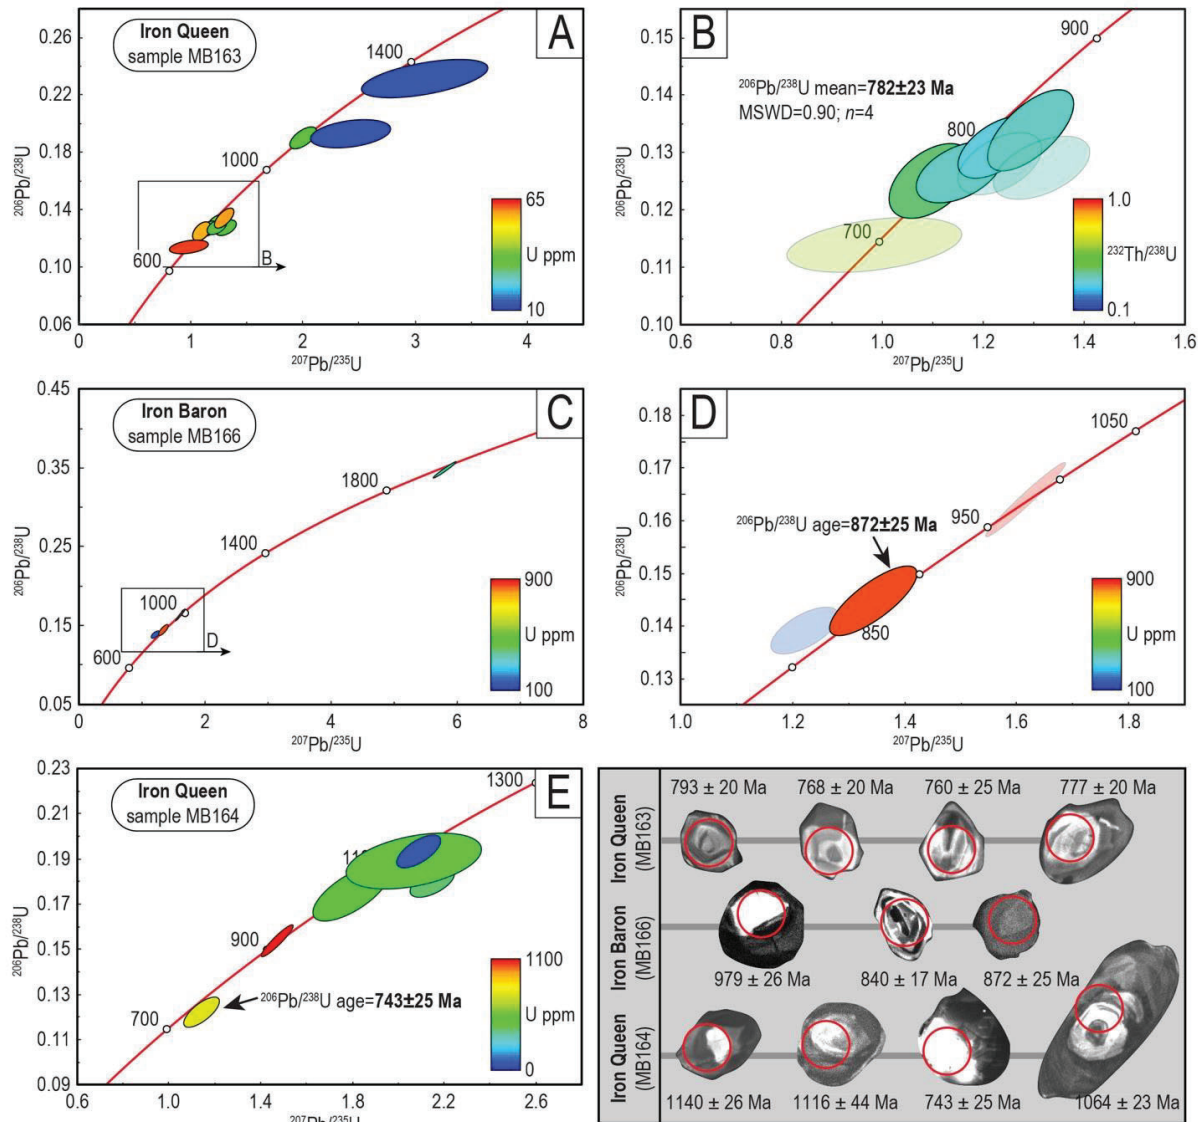 Iron Queen
sample MB163
A
0.26
0.22
0.18
0.14
0.10
0.06
206Pb/238U
1400
1000
600
B
65
U ppm
10
0
1
2
3
4
207Pb/235U
B
0.15
0.14
0.13
0.12
0.11
0.10
206Pb/238U
206Pb/238U mean=782±23 Ma
MSWD=0.90; n=4
900
800
700
1.0
232Th/238U
0.1
0.6
0.8
1.0
1.2
1.4
1.6
207Pb/235U
Iron Baron
sample MB166
C
0.45
0.35
0.25
0.15
0.05
206Pb/238U
1800
1400
1000
600
D
900
U ppm
100
0
2
4
6
8
207Pb/235U
D
0.18
0.17
0.16
0.15
0.14
0.13
206Pb/238U
1050
950
206Pb/238U age=872±25 Ma
850
900
U ppm
100
1.0
1.2
1.4
1.6
1.8
207Pb/235U
Iron Queen
sample MB164
E
0.23
0.21
0.19
0.17
0.15
0.13
0.11
0.09
206Pb/238U
1300
900
700
206Pb/238U age=743±25 Ma
1100
U ppm
0
0.6
1.0
1.4
1.8
2.2
2.6
207Pb/235U
Iron Queen
(MB163)
793 ± 20 Ma
768 ± 20 Ma
760 ± 25 Ma
777 ± 20 Ma
Iron Baron
(MB166)
979 ± 26 Ma
840 ± 17 Ma
872 ± 25 Ma
Iron Queen
(MB164)
1140 ± 26 Ma
1116 ± 44 Ma
743 ± 25 Ma
1064 ± 23 Ma